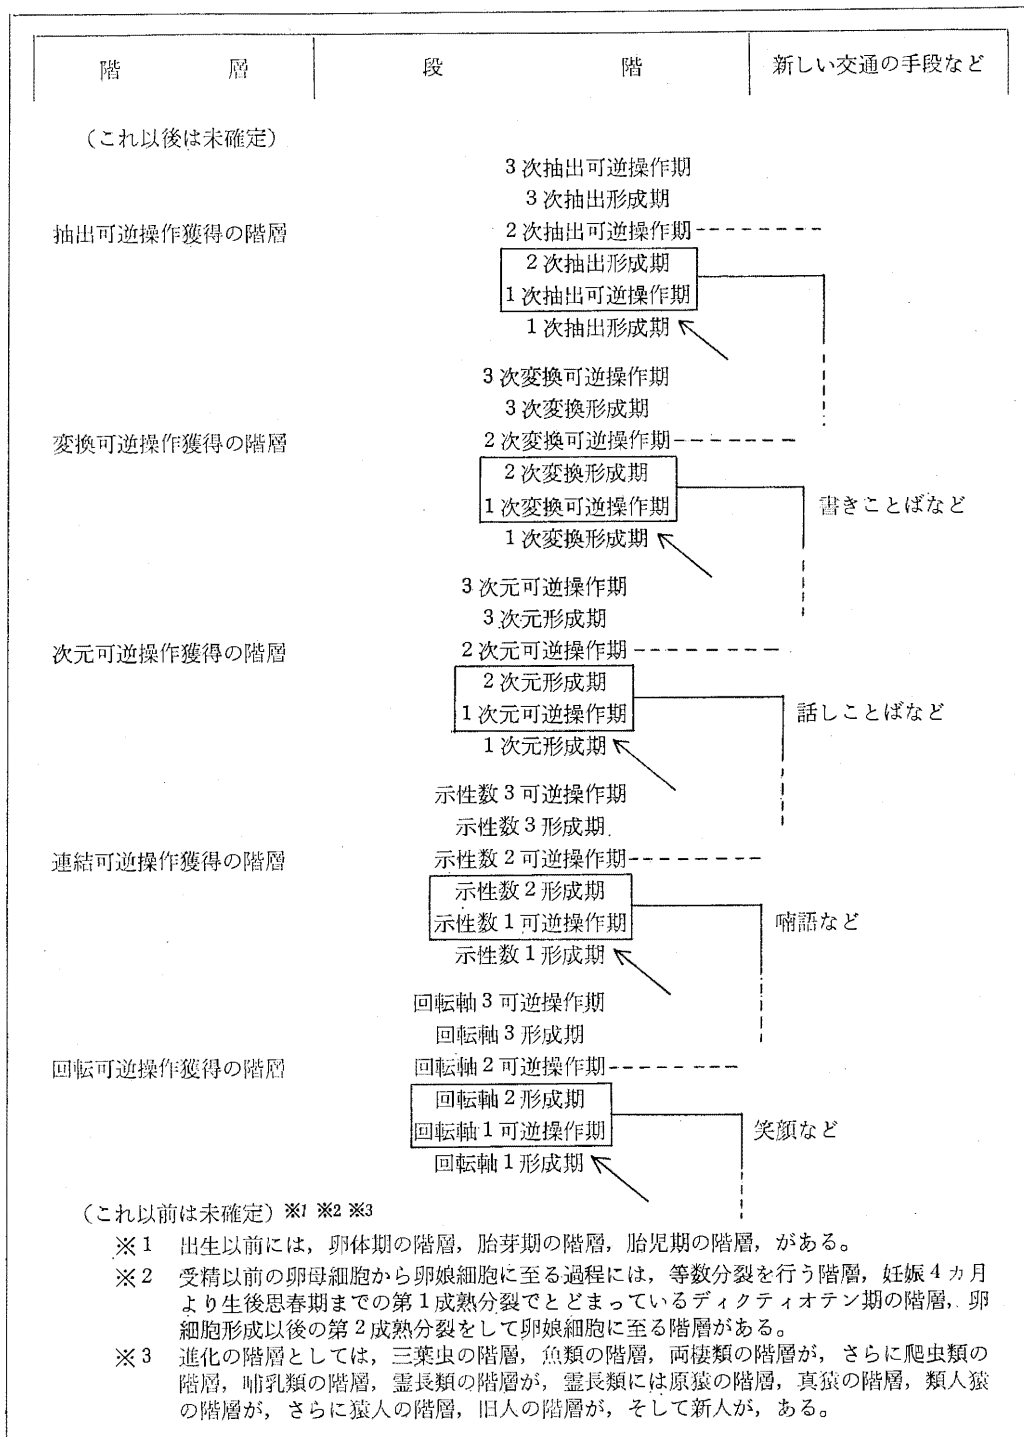 階　　　層　段　　　階　新しい交通の手段など
（これ以後は未確定）
3次抽出可逆操作期
3次抽出形成期
抽出可逆操作獲得の階層　2次抽出可逆操作期
2次抽出形成期
1次抽出可逆操作期
1次抽出形成期
3次変換可逆操作期
3次変換形成期
変換可逆操作獲得の階層　2次変換可逆操作期
2次変換形成期
1次変換可逆操作期　書きことばなど
1次変換形成期
3次元可逆操作期
3次元形成期
次元可逆操作獲得の階層　2次元可逆操作期
2次元形成期
1次元可逆操作期　話しことばなど
1次元形成期
示性数3可逆操作期
示性数3形成期
連結可逆操作獲得の階層　示性数2可逆操作期
示性数2形成期
示性数1可逆操作期　喃語など
示性数1形成期
回転軸3可逆操作期
回転軸3形成期
回転可逆操作獲得の階層　回転軸2可逆操作期
回転軸2形成期
回転軸1可逆操作期　笑顔など
回転軸1形成期
（これ以前は未確定）※1 ※2 ※3
※1　出生以前には，卵体期の階層，胎芽期の階層，胎児期の階層，がある。
※2　受精以前の卵母細胞から卵娘細胞に至る過程には，等数分裂を行う階層，妊娠4ヵ月
より生後思春期までの第1成熟分裂でとどまっているディクティオテン期の階層，卵
細胞形成以後の第2成熟分裂をして卵娘細胞に至る階層がある。
※3　進化の階層としては，三葉虫の階層，魚類の階層，両棲類の階層が，さらに爬虫類の
階層，哺乳類の階層，霊長類の階層が，霊長類には原猿の階層，真猿の階層，類人猿
の階層が，さらに猿人の階層，旧人の階層が，そして新人が，ある。